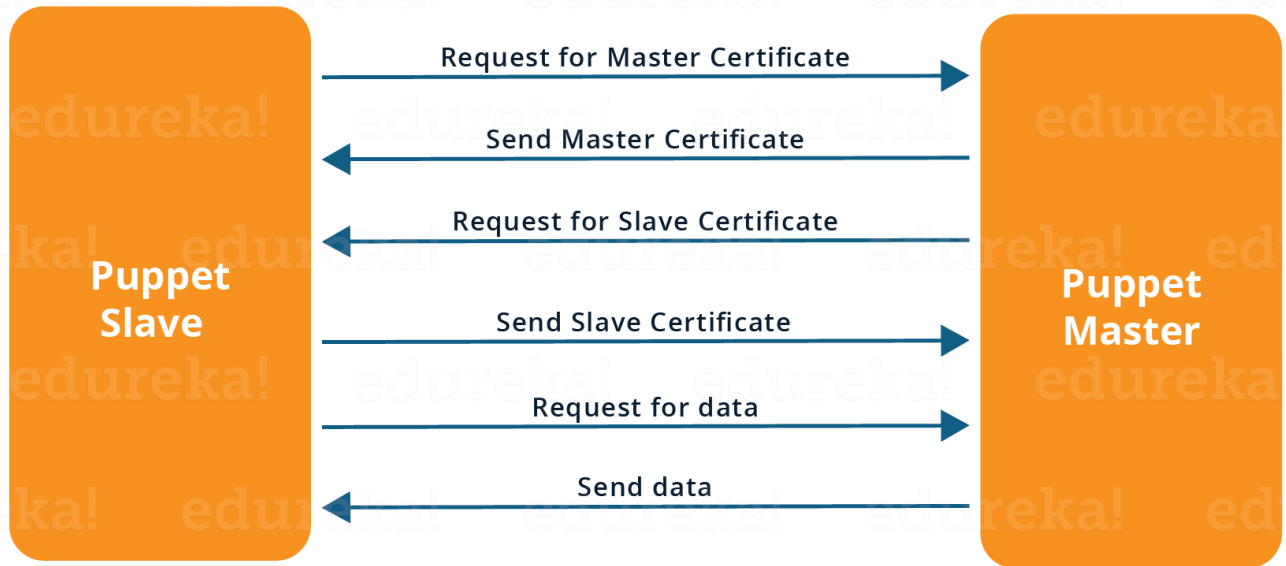 Request for Master Certificate
Send Master Certificate
Request for Slave Certificate
Puppet
Slave
Puppet
Master
Send Slave Certificate
Request for data
Send data
edureka!